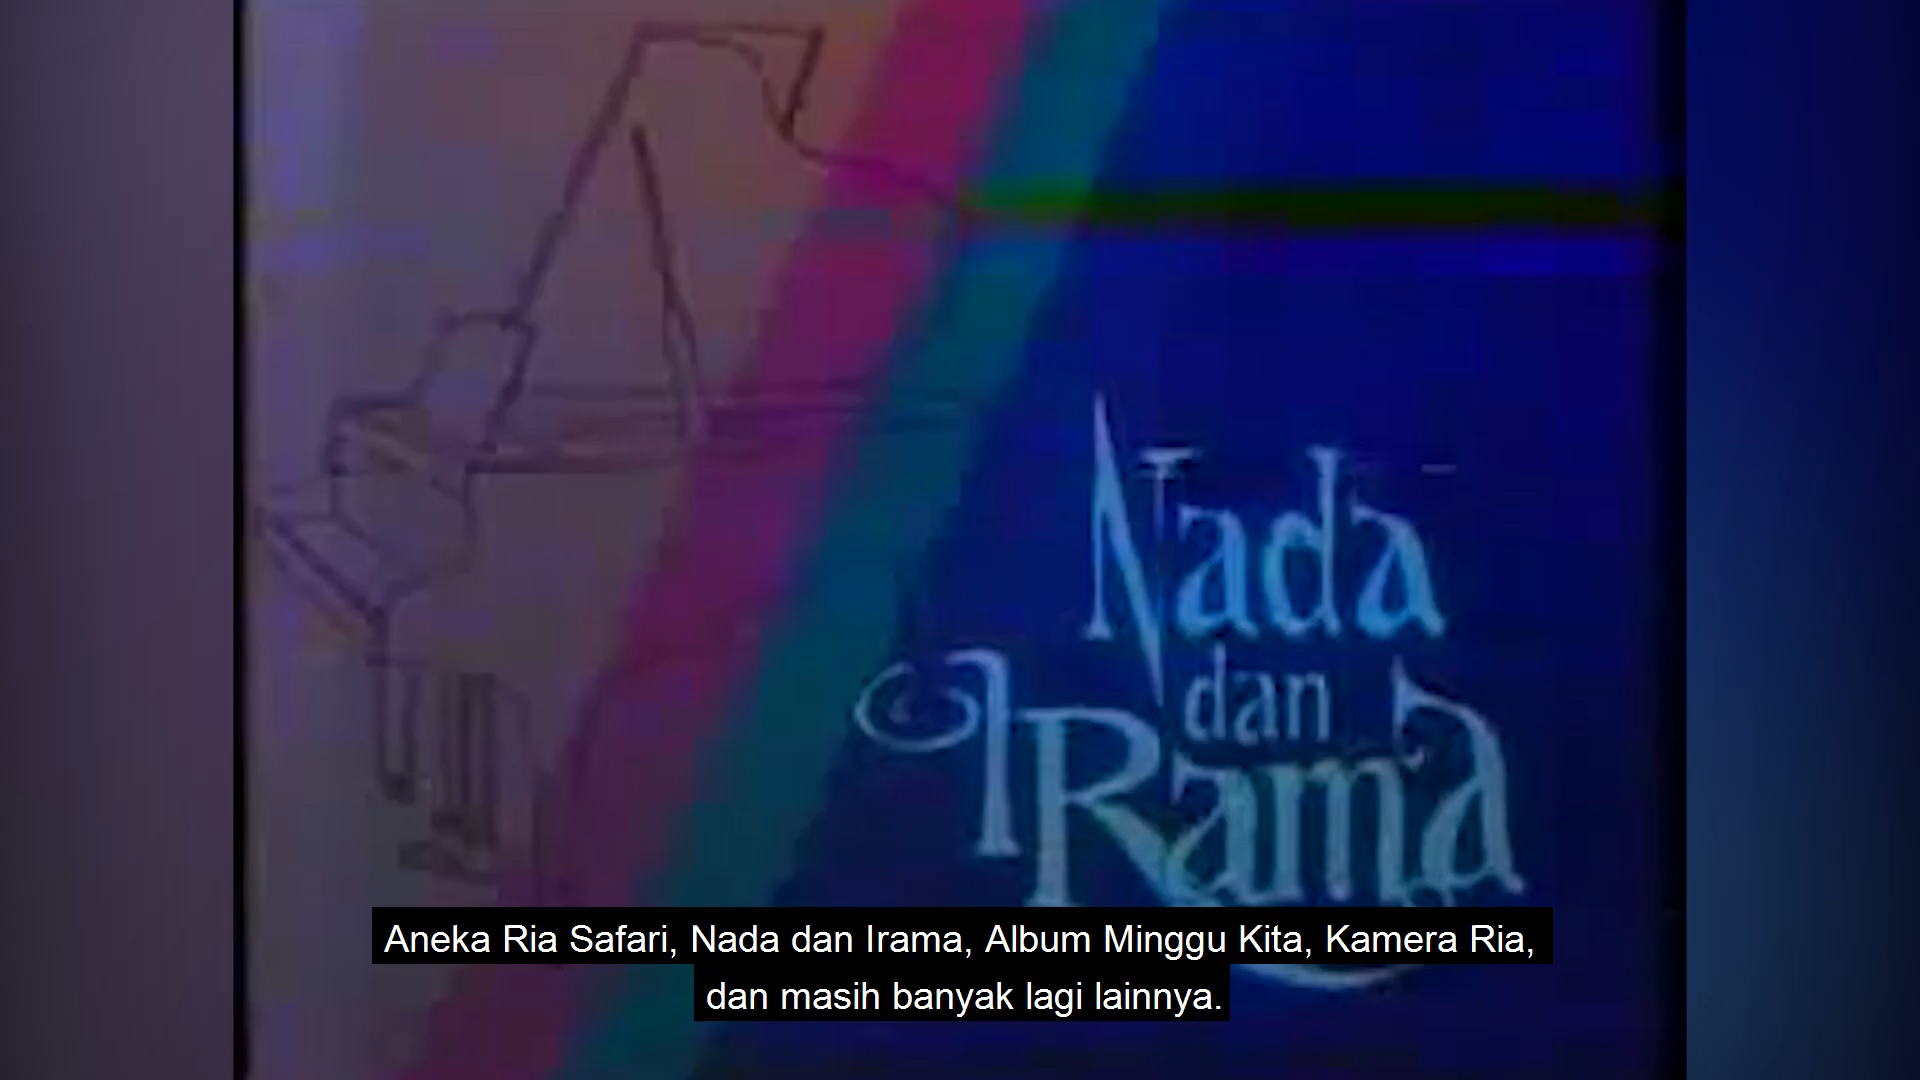 Nada
dan
IRama
Aneka Ria Safari, Nada dan Irama, Album Minggu Kita, Kamera Ria,
dan masih banyak lagi lainnya.